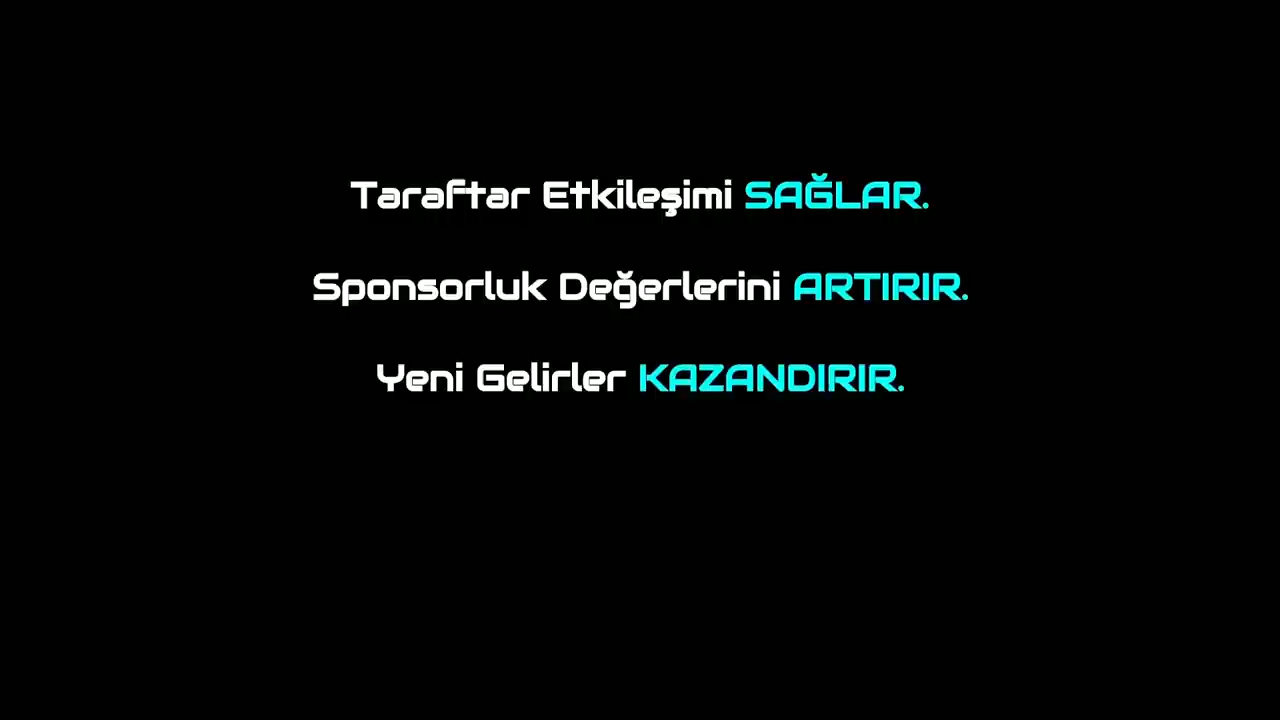 Taraftar Etkileşimi SAĞLAR.
Sponsorluk Değerlerini ARTIRIR.
Yeni Gelirler KAZANDIRIR.